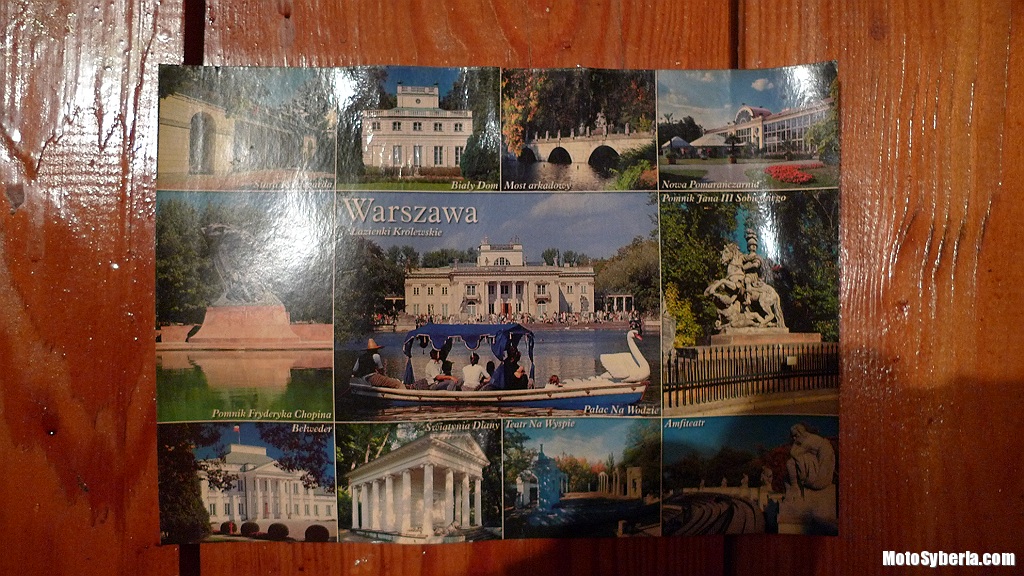 Stara Kordegarda
Biały Dom
Most arkadowy
Nowa Pomarańczarnia
Warszawa
Łazienki Królewskie
Pomnik Jana III Sobieskiego
Pomnik Fryderyka Chopina
Pałac Na Wodzie
Belweder
Świątynia Diany
Teatr Na Wyspie
Amfiteatr
MotoSyberia.com